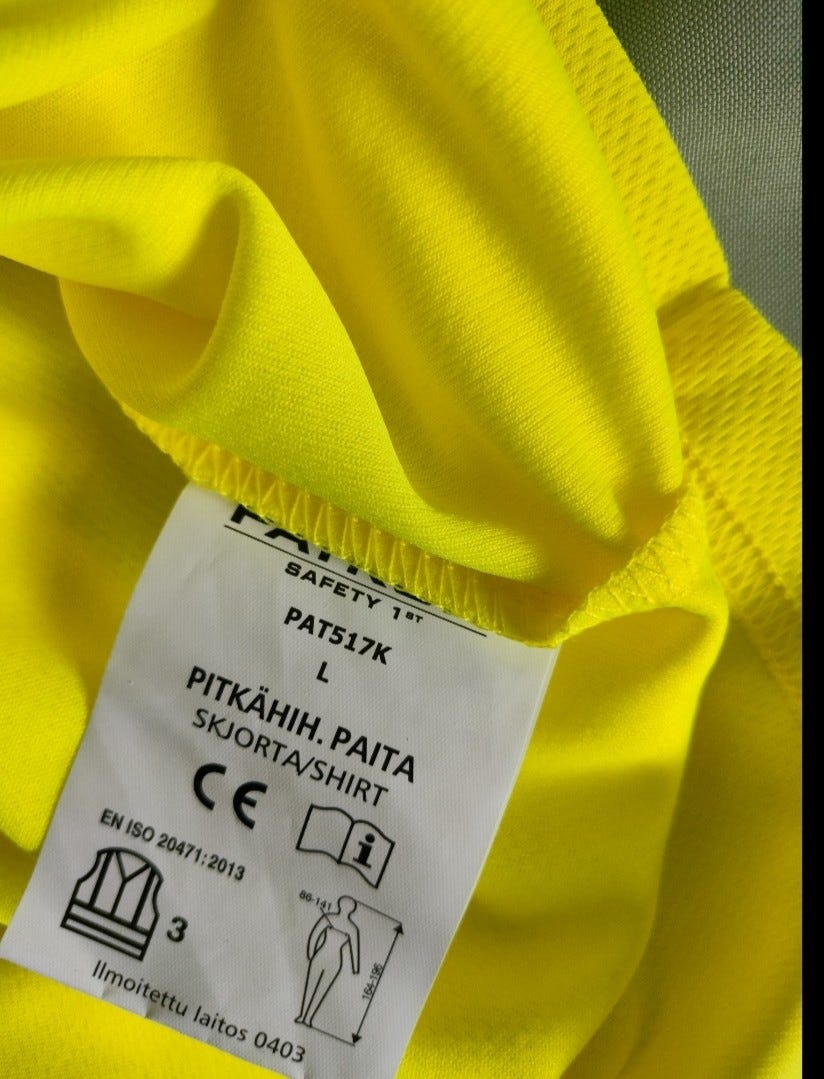 SAFETY 1ST
PAT517K
L
PITKÄHIH. PAITA
SKJORTA/SHIRT
CE
i
EN ISO 20471:2013
3
86-141
164-196
Ilmoitettu laitos 0403